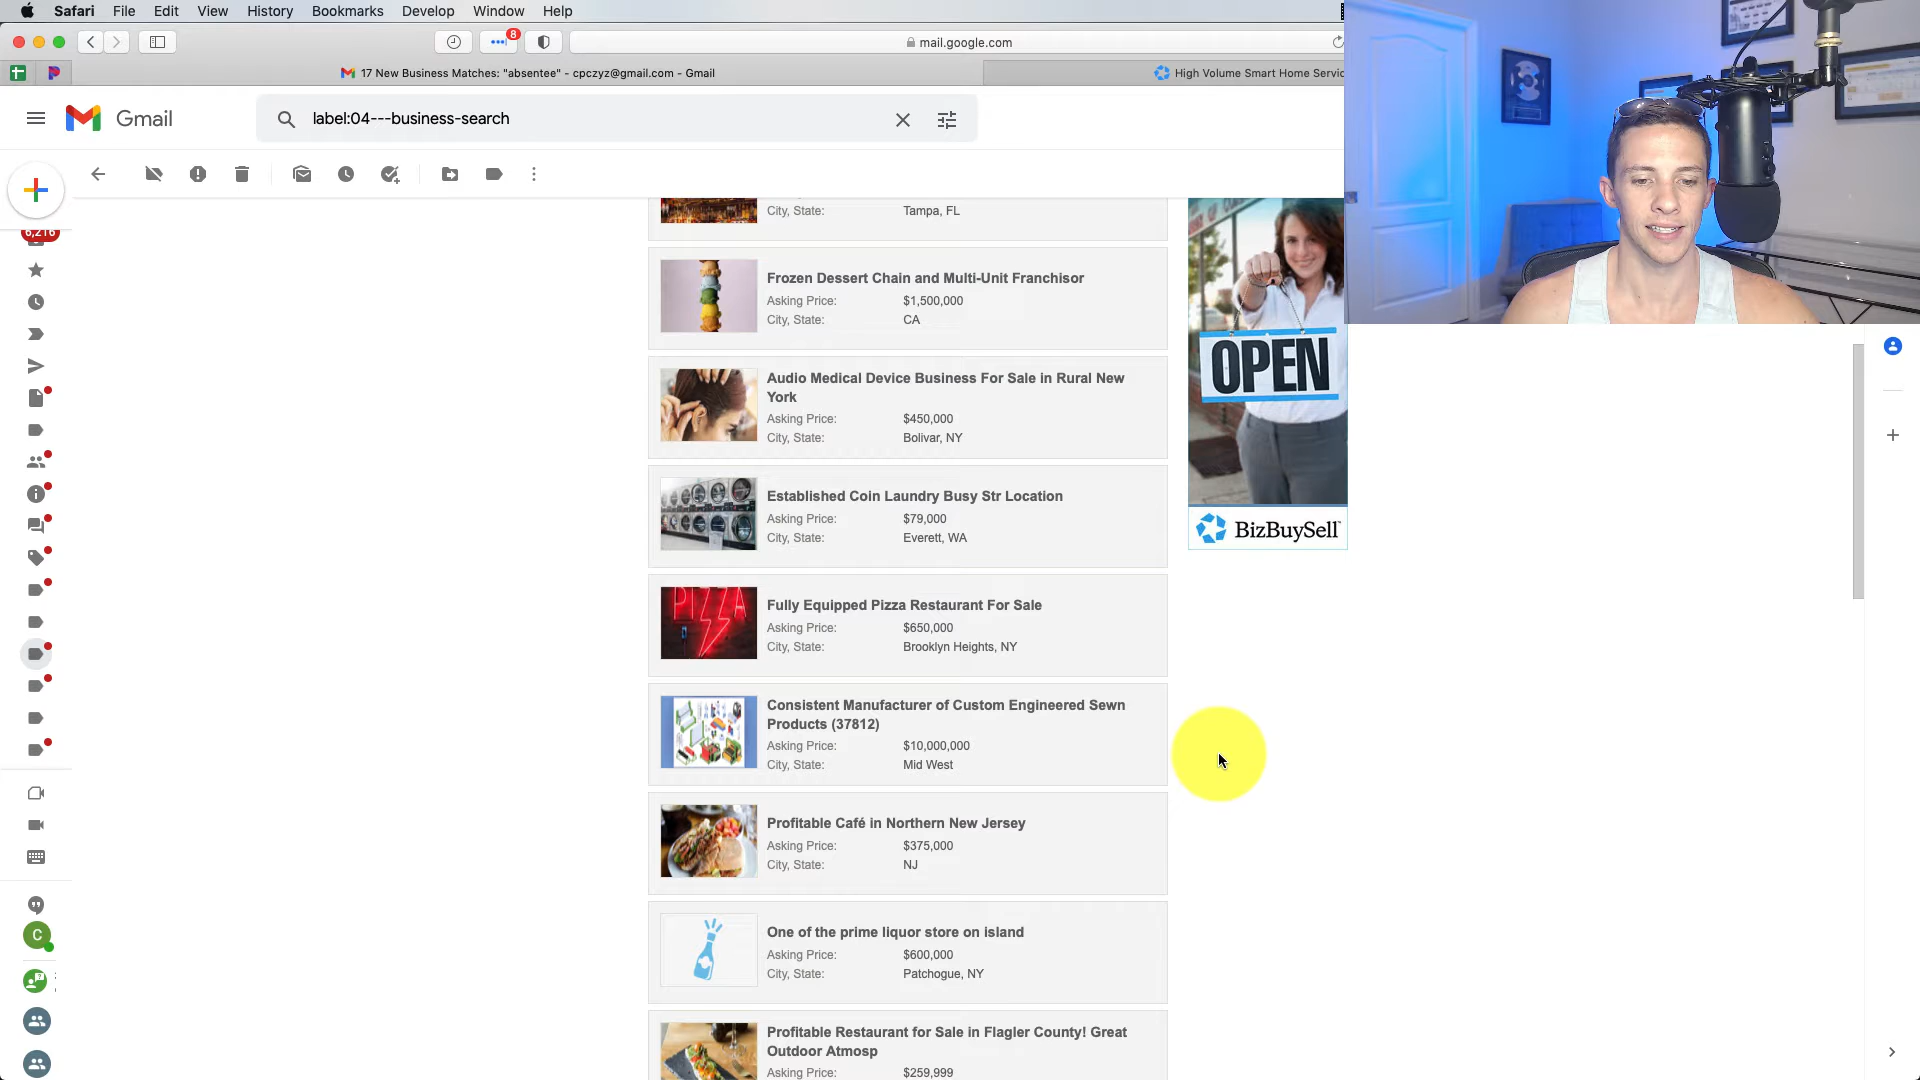 Safari File Edit View History Bookmarks Develop Window Help
8
mail.google.com
17 New Business Matches: "absentee" - cpczyz@gmail.com - Gmail
High Volume Smart Home Servic
Gmail
label:04---business-search
6,216
City, State: Tampa, FL
Frozen Dessert Chain and Multi-Unit Franchisor
Asking Price: $1,500,000
City, State: CA
Audio Medical Device Business For Sale in Rural New
York
Asking Price: $450,000
City, State: Bolivar, NY
Established Coin Laundry Busy Str Location
Asking Price: $79,000
City, State: Everett, WA
PIZZA
Fully Equipped Pizza Restaurant For Sale
Asking Price: $650,000
City, State: Brooklyn Heights, NY
Consistent Manufacturer of Custom Engineered Sewn
Products (37812)
Asking Price: $10,000,000
City, State: Mid West
Profitable Café in Northern New Jersey
Asking Price: $375,000
City, State: NJ
One of the prime liquor store on island
Asking Price: $600,000
City, State: Patchogue, NY
Profitable Restaurant for Sale in Flagler County! Great
Outdoor Atmosp
Asking Price: $259,999
OPEN
BizBuySell
C